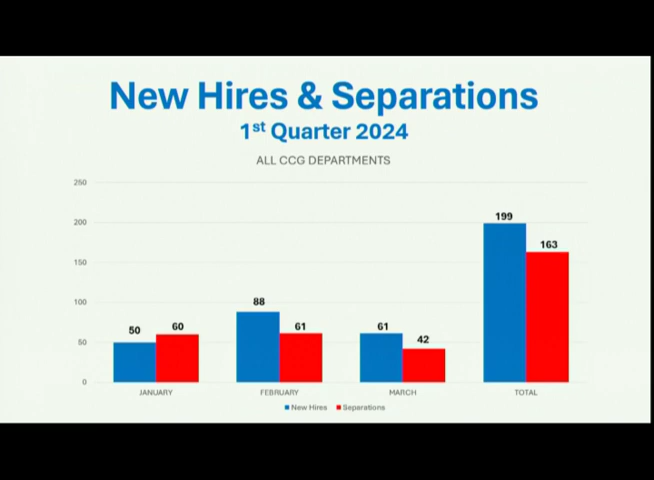 New Hires & Separations
1st Quarter 2024
ALL CCG DEPARTMENTS
250
200
150
100
50
0
50
60
88
61
61
42
199
163
JANUARY
FEBRUARY
MARCH
TOTAL
New Hires Separations